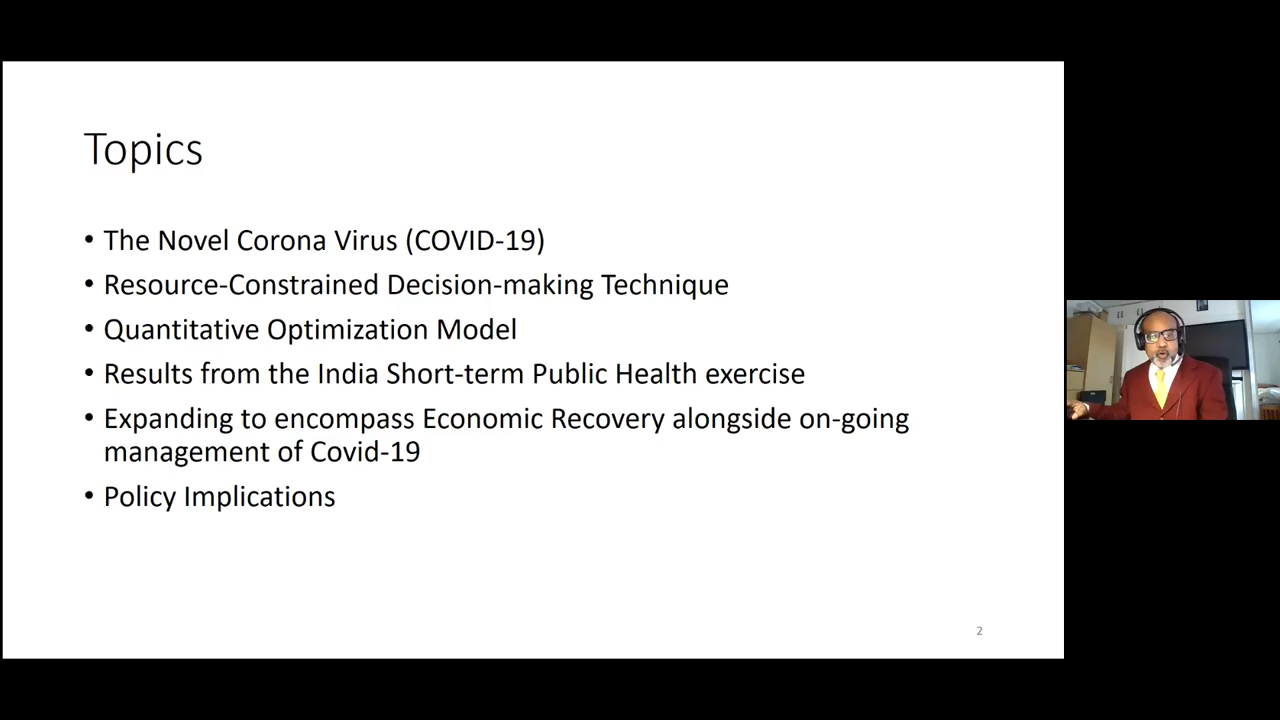 Topics
• The Novel Corona Virus (COVID-19)
• Resource-Constrained Decision-making Technique
• Quantitative Optimization Model
• Results from the India Short-term Public Health exercise
• Expanding to encompass Economic Recovery alongside on-going
management of Covid-19
• Policy Implications
2